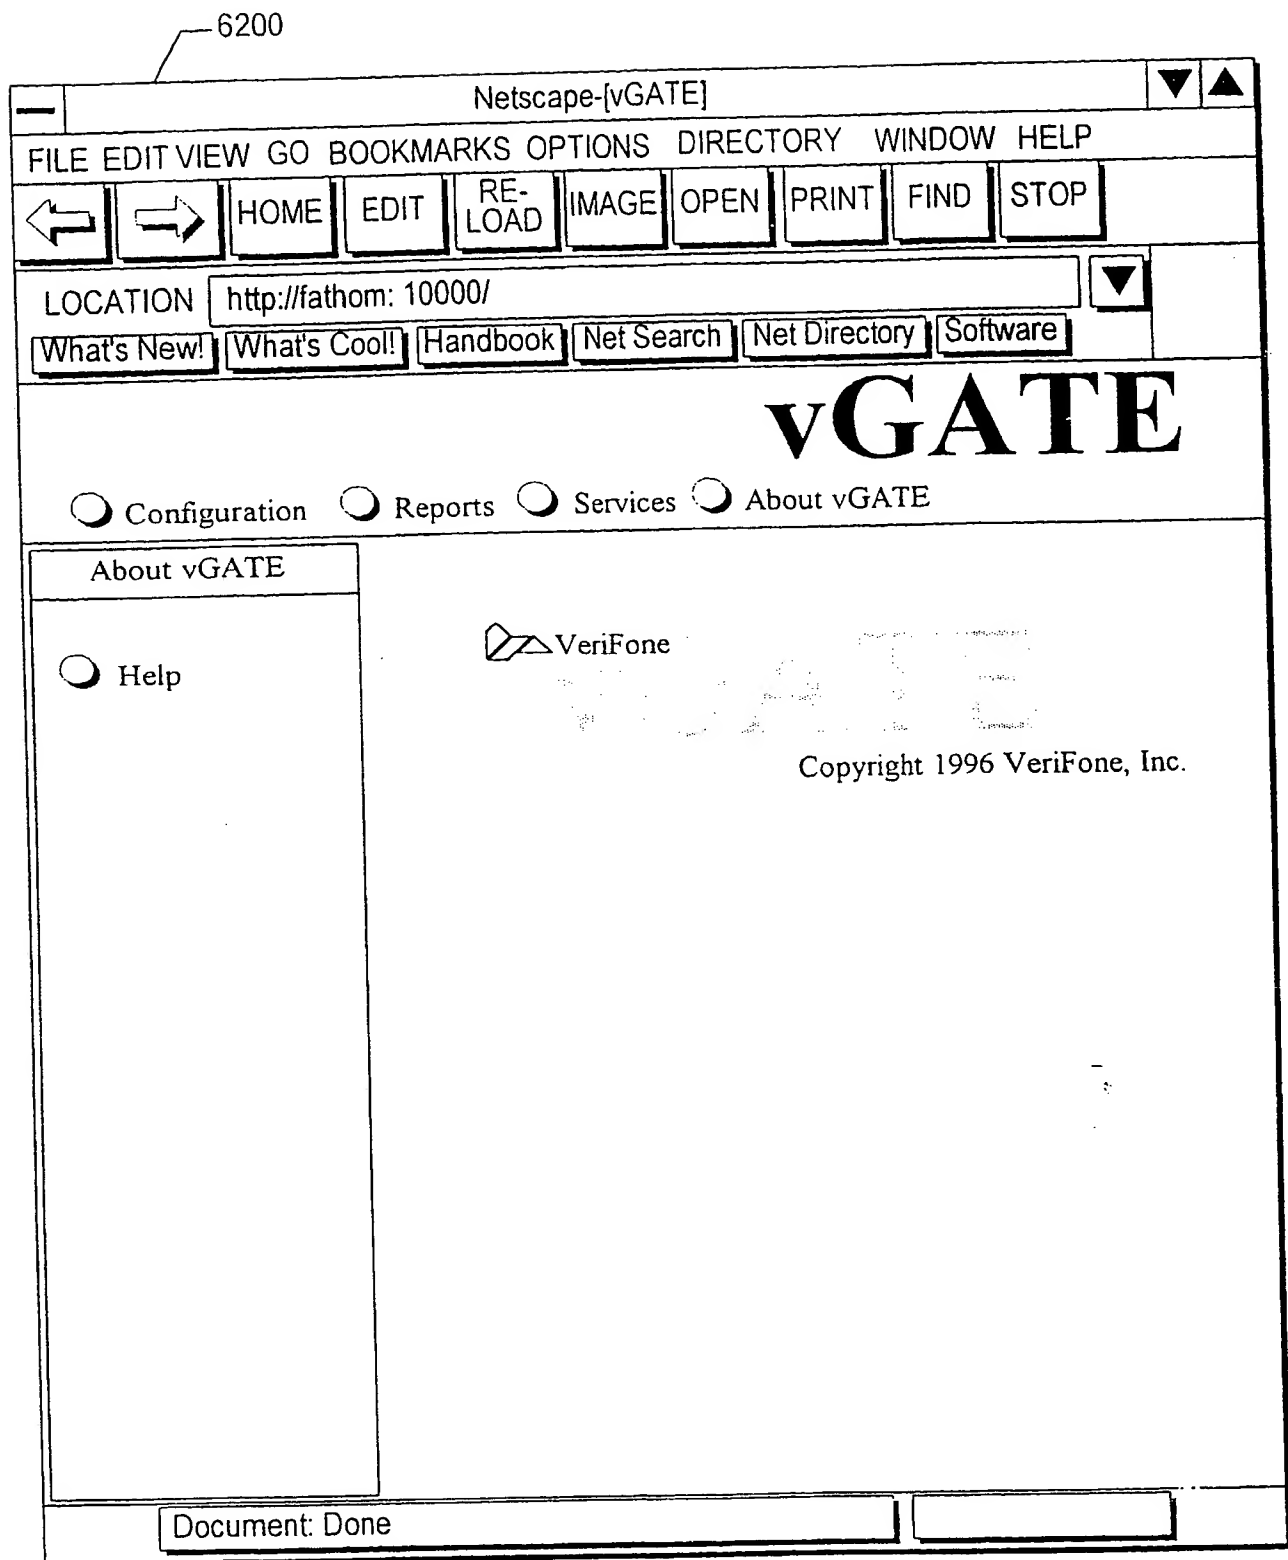 6200
Netscape-[vGATE]
FILE EDIT VIEW GO BOOKMARKS OPTIONS DIRECTORY WINDOW HELP
HOME EDIT RE-LOAD IMAGE OPEN PRINT FIND STOP
LOCATION http://fathom: 10000/
What's New! What's Cool! Handbook Net Search Net Directory Software
vGATE
Configuration Reports Services About vGATE
About vGATE
Help
VeriFone
VGATE
Copyright 1996 VeriFone, Inc.
Document: Done